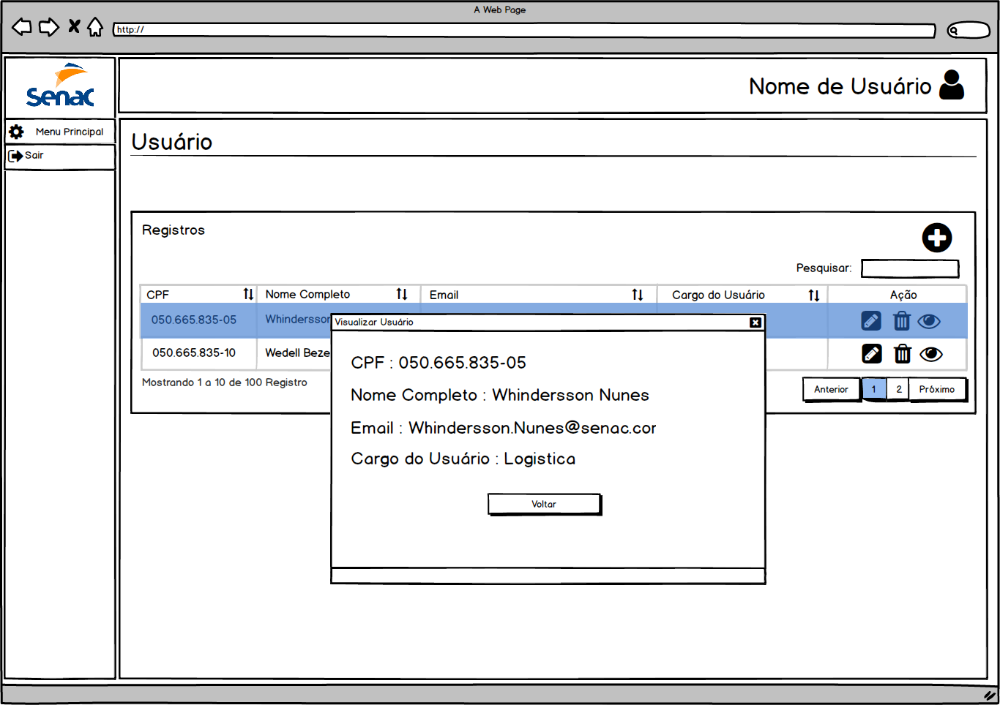 A Web Page
http://
senac
Nome de Usuário
Menu Principal
Sair
Usuário
Registros
Pesquisar:
CPF Nome Completo Email Cargo do Usuário Ação
050.665.835-05 Whindersson
050.665.835-10 Wedell Beze
Mostrando 1 a 10 de 100 Registro
Anterior 1 2 Próximo
Visualizar Usuário
CPF : 050.665.835-05
Nome Completo : Whindersson Nunes
Email : Whindersson.Nunes@senac.cor
Cargo do Usuário : Logistica
Voltar